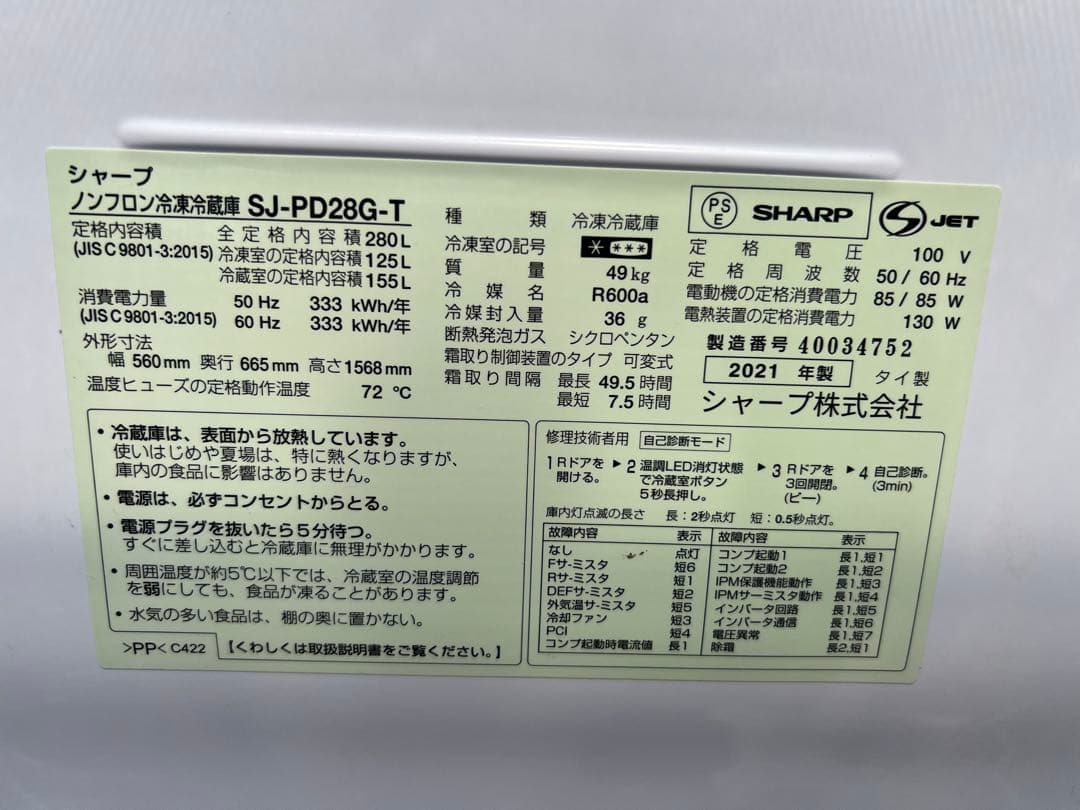 シャープ
ノンフロン冷凍冷蔵庫 SJ-PD28G-T
定格内容積 全定格内容積 280 L
(JIS C 9801-3:2015) 冷凍室の定格内容積 125 L
冷蔵室の定格内容積 155 L
消費電力量 50 Hz 333 kWh/年
(JIS C 9801-3:2015) 60 Hz 333 kWh/年
外形寸法
幅 560 mm 奥行 665 mm 高さ 1568 mm
温度ヒューズの定格動作温度 72 ℃
種類 冷凍冷蔵庫
冷凍室の記号 * ***
質量 49 kg
冷媒名 R600a
冷媒封入量 36 g
断熱発泡ガス シクロペンタン
霜取り制御装置のタイプ 可変式
霜取り間隔 最長 49.5 時間
最短 7.5 時間
PSE SHARP JET
定格電圧 100 V
定格周波数 50 / 60 Hz
電動機の定格消費電力 85 / 85 W
電熱装置の定格消費電力 130 W
製造番号 40034752
2021 年製 タイ製
シャープ株式会社
・冷蔵庫は、表面から放熱しています。
使いはじめや夏場は、特に熱くなりますが、
庫内の食品に影響はありません。
・電源は、必ずコンセントからとる。
・電源プラグを抜いたら5分待つ。
すぐに差し込むと冷蔵庫に無理がかかります。
・周囲温度が約5℃以下では、冷蔵室の温度調節
を弱にしても、食品が凍ることがあります。
・水気の多い食品は、棚の奥に置かない。
>PP< C422 【くわしくは取扱説明書をご覧ください。】
修理技術者用 自己診断モード
1 Rドアを開ける。 ▶ 2 温調LED消灯状態で冷蔵室ボタン5秒長押し。 ▶ 3 Rドアを3回開閉。(ピー) ▶ 4 自己診断。(3min)
庫内灯点滅の長さ 長:2秒点灯 短:0.5秒点灯。
故障内容 表示 故障内容 表示
なし 点灯 コンプ起動1 長1,短1
Fサ-ミスタ 短6 コンプ起動2 長1,短2
Rサ-ミスタ 短1 IPM保護機能動作 長1,短3
DEFサ-ミスタ 短2 IPMサーミスタ動作 長1,短4
外気温サ-ミスタ 短5 インバータ回路 長1,短5
冷却ファン 短3 インバータ通信 長1,短6
PCI 短4 電圧異常 長1,短7
コンプ起動時電流値 長1 除霜 長2,短1